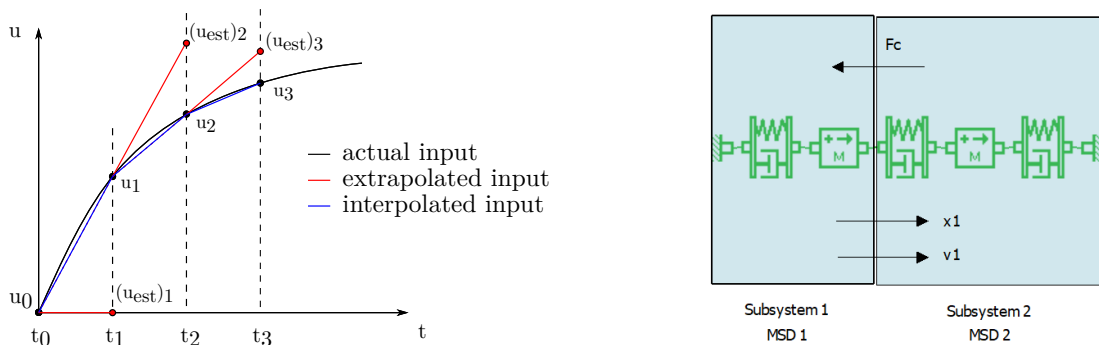 u
(uest)2
(uest)3
u3
u2
u1
actual input
extrapolated input
interpolated input
u0
(uest)1
t0
t1
t2
t3
t
Fc
M
M
x1
v1
Subsystem 1
MSD 1
Subsystem 2
MSD 2